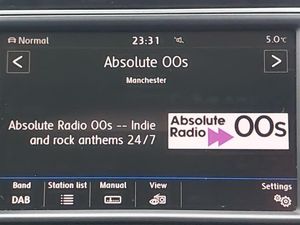 Normal
23:31
5.0°C
Absolute 00s
Manchester
Absolute Radio 00s -- Indie
and rock anthems 24/7
Absolute
Radio
00s
Band
Station list
Manual
View
Settings
DAB